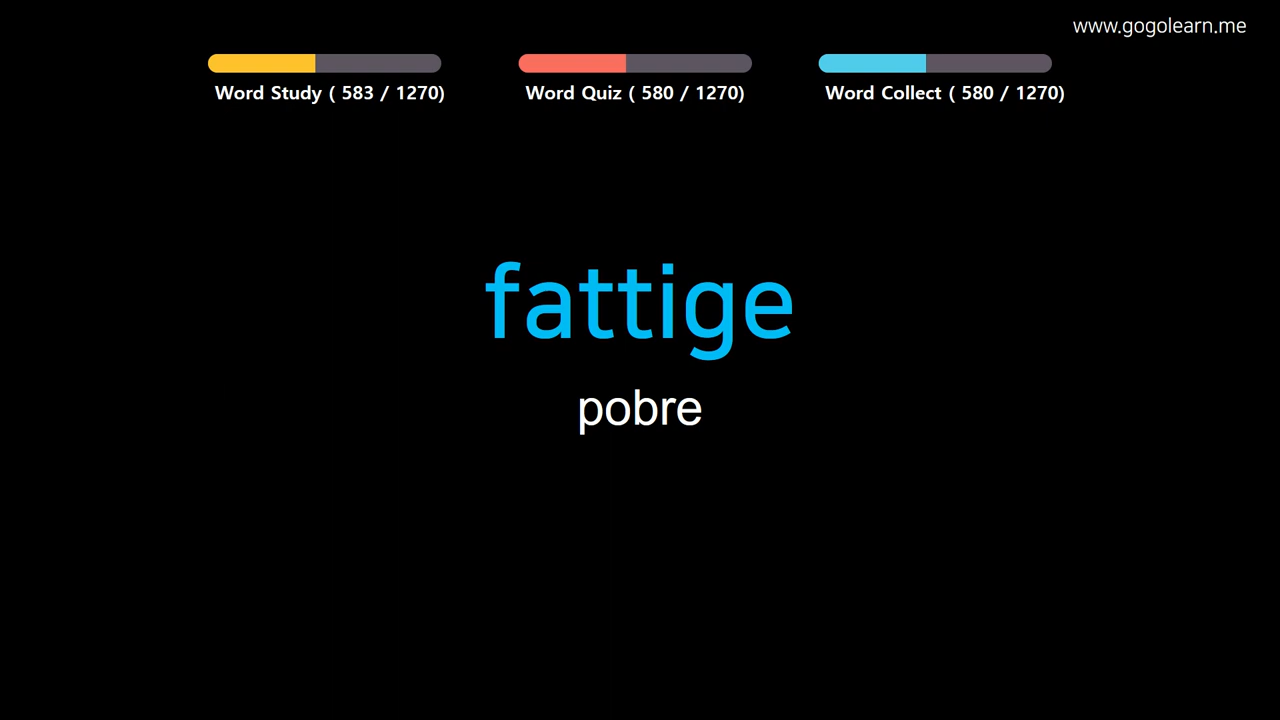 www.gogolearn.me
Word Study ( 583 / 1270)
Word Quiz ( 580 / 1270)
Word Collect ( 580 / 1270)
fattige
pobre